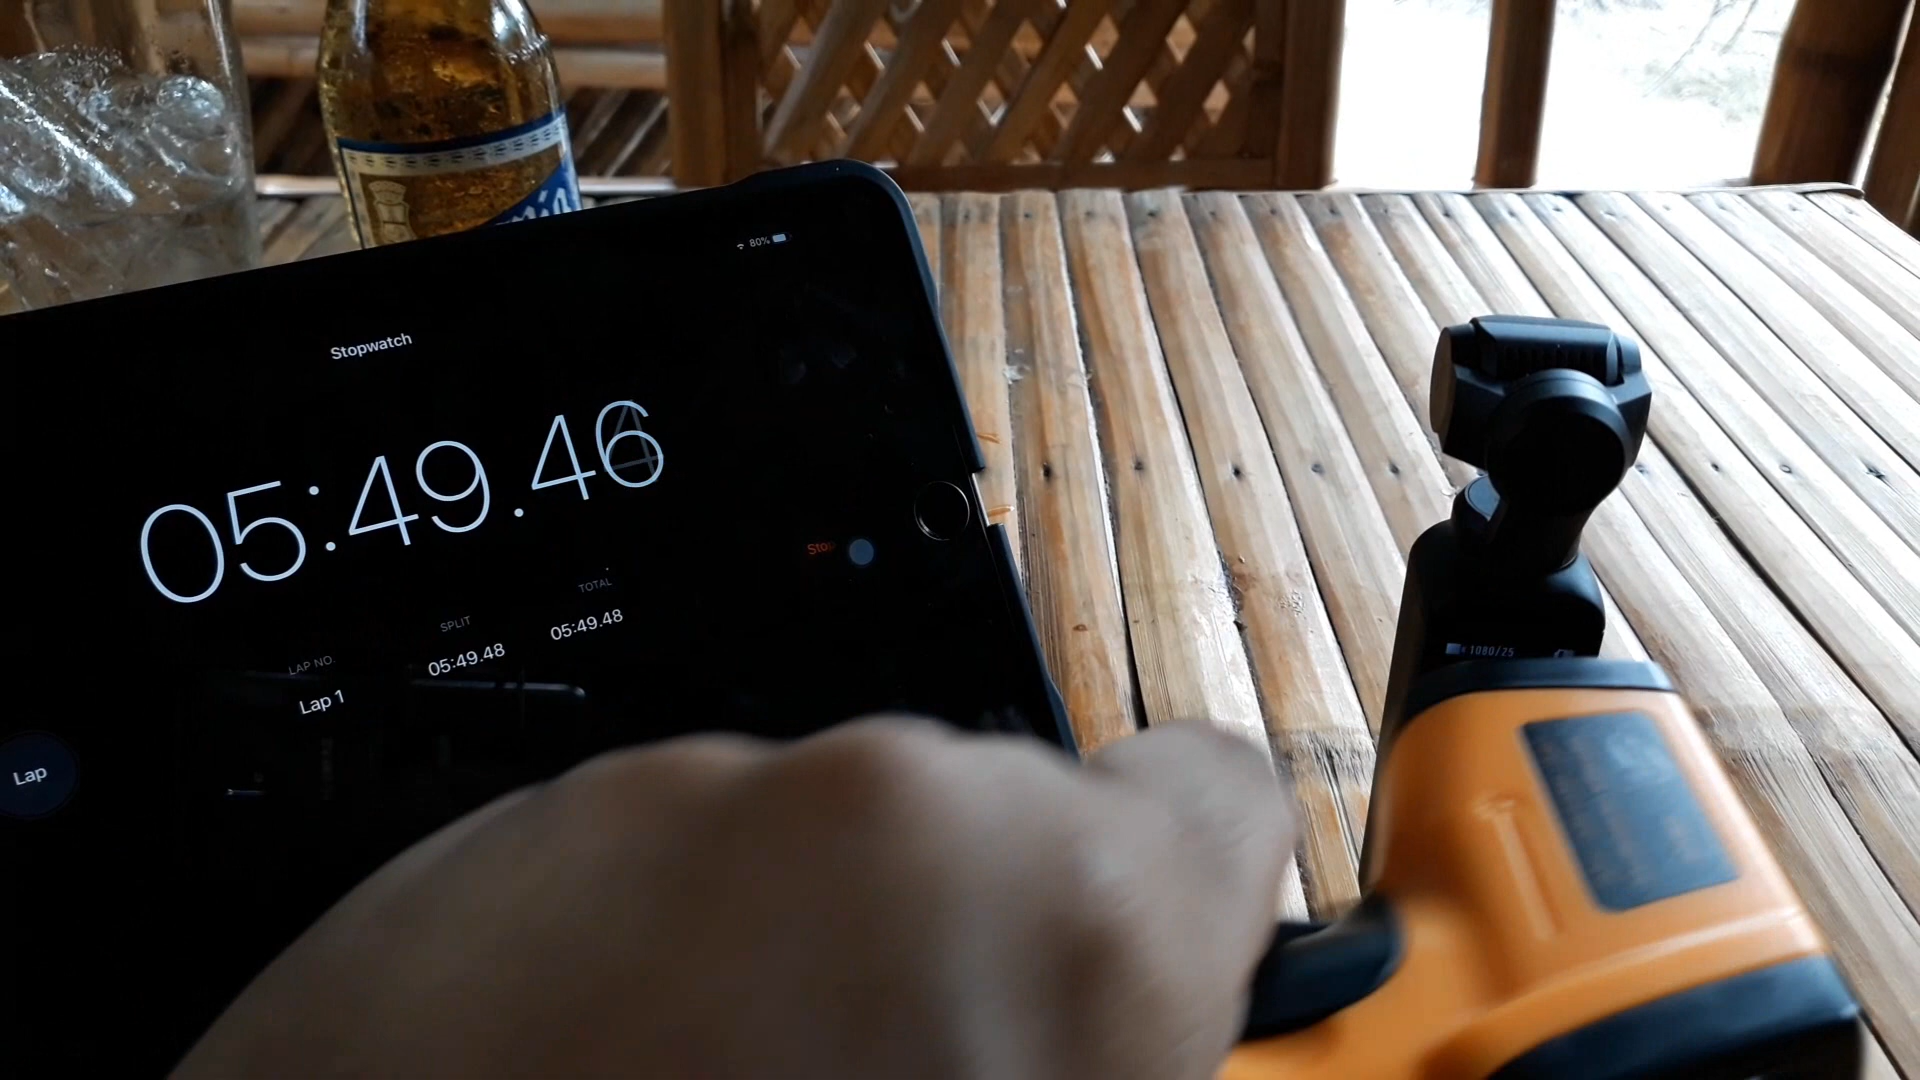 80%
Stopwatch
05:49.46
Stop
LAP NO. SPLIT TOTAL
Lap 1 05:49.48 05:49.48
Lap
1080/25